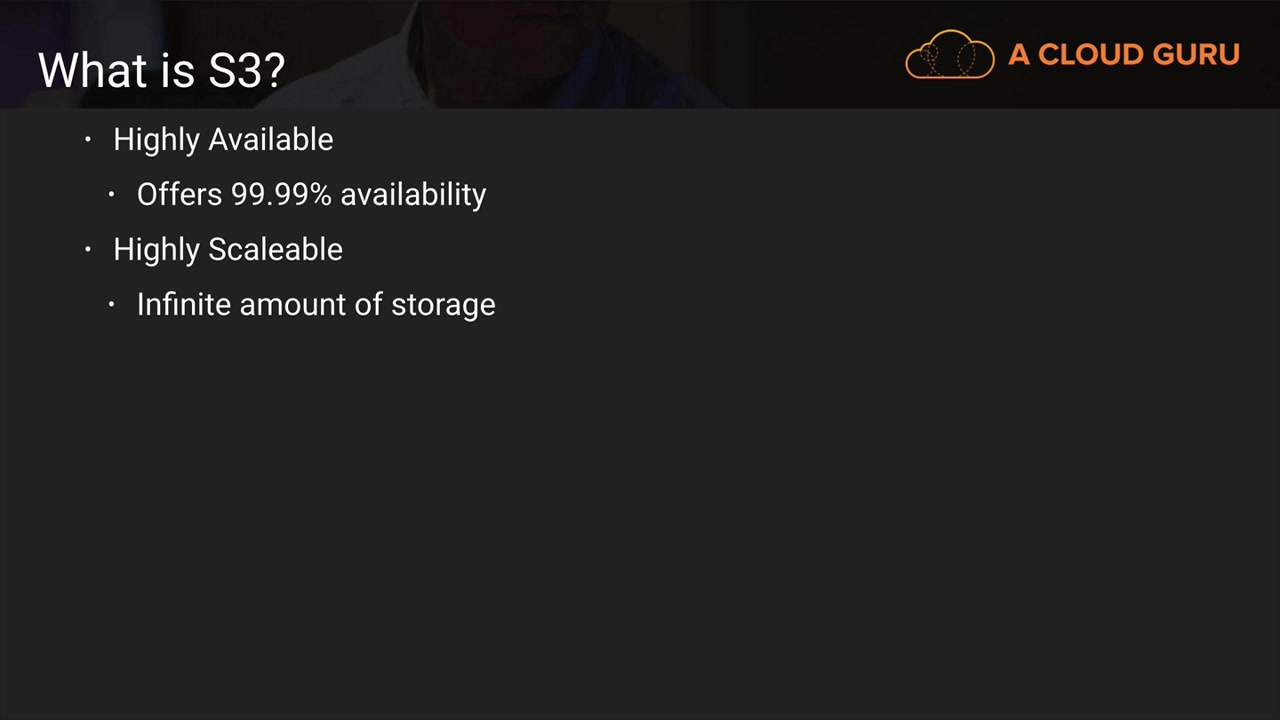 What is S3?
A CLOUD GURU
· Highly Available
· Offers 99.99% availability
· Highly Scaleable
· Infinite amount of storage